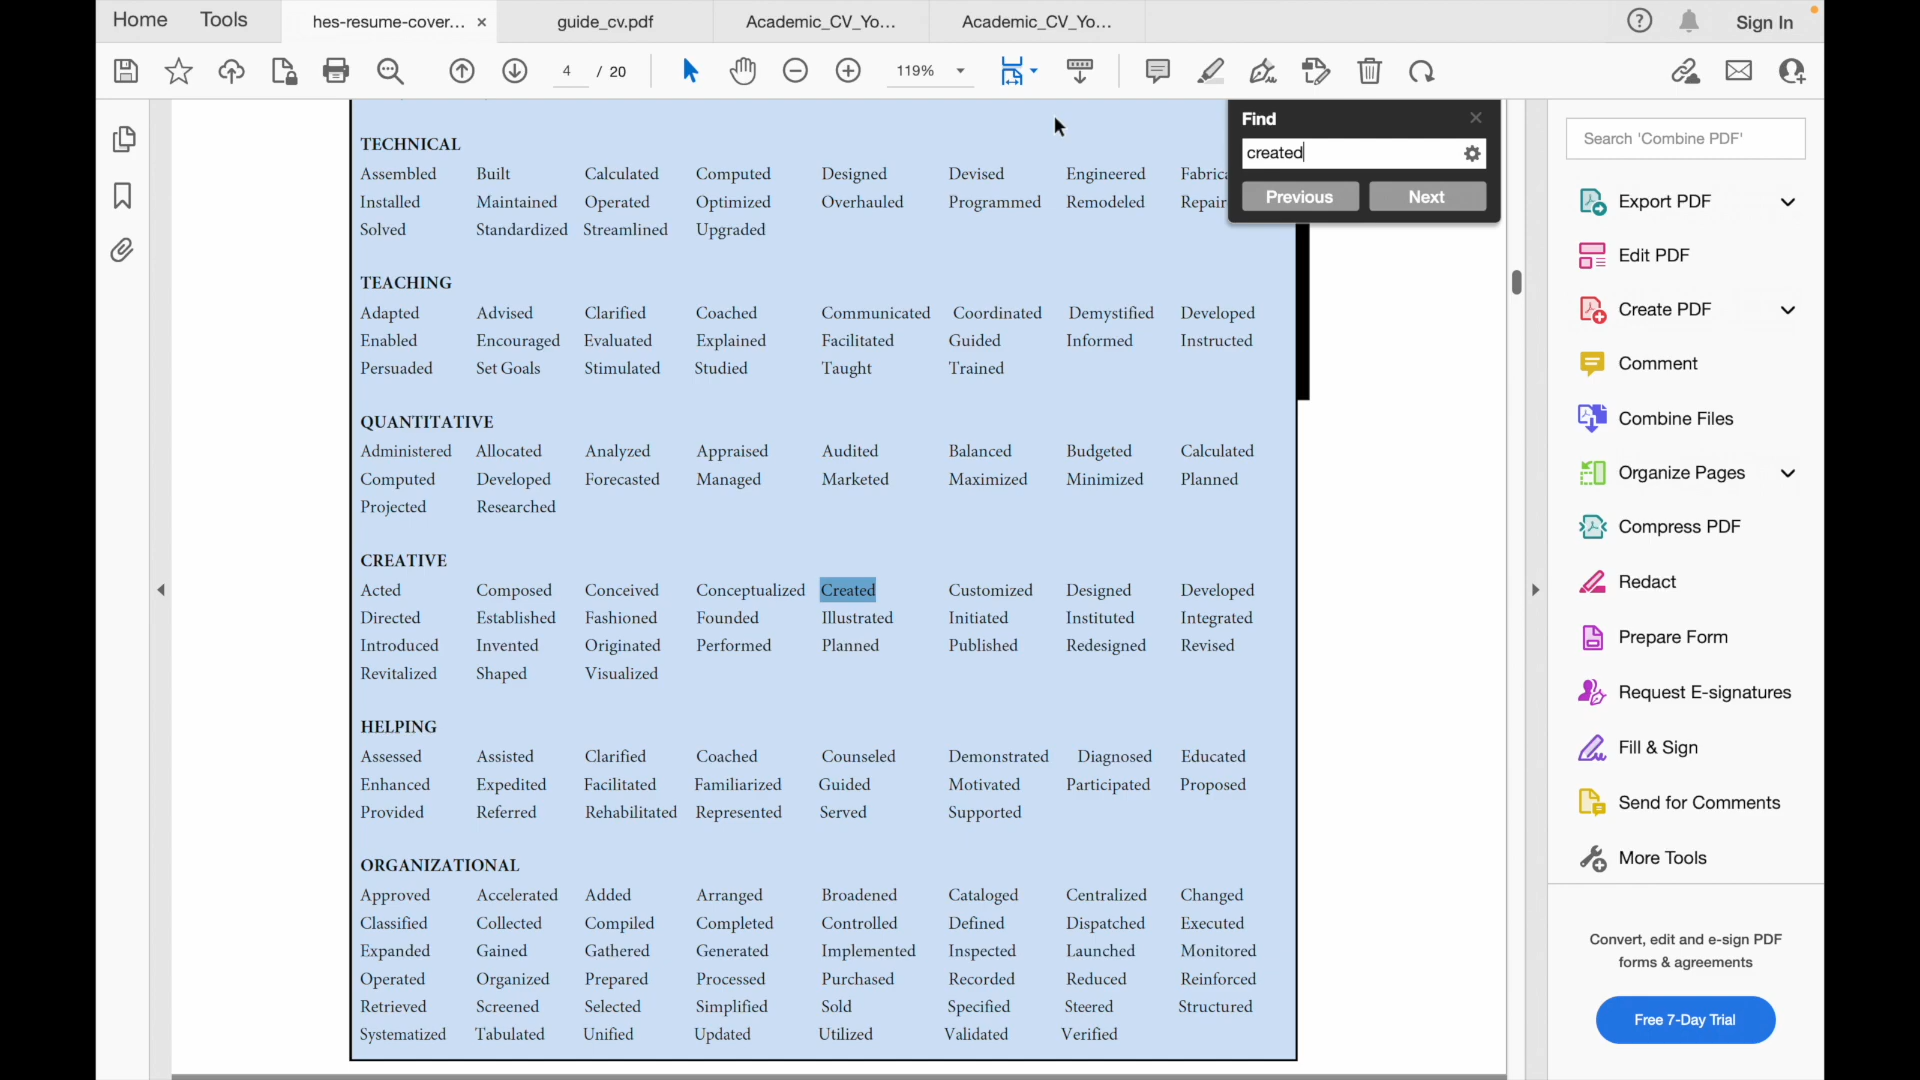 Home Tools hes-resume-cover... × guide_cv.pdf Academic_CV_Yo... Academic_CV_Yo... Sign In
4 / 20 119%
Find
created
Previous Next
TECHNICAL
Assembled Built Calculated Computed Designed Devised Engineered
Installed Maintained Operated Optimized Overhauled Programmed Remodeled
Solved Standardized Streamlined Upgraded
TEACHING
Adapted Advised Clarified Coached Communicated Coordinated Demystified Developed
Enabled Encouraged Evaluated Explained Facilitated Guided Informed Instructed
Persuaded Set Goals Stimulated Studied Taught Trained
QUANTITATIVE
Administered Allocated Analyzed Appraised Audited Balanced Budgeted Calculated
Computed Developed Forecasted Managed Marketed Maximized Minimized Planned
Projected Researched
CREATIVE
Acted Composed Conceived Conceptualized Created Customized Designed Developed
Directed Established Fashioned Founded Illustrated Initiated Instituted Integrated
Introduced Invented Originated Performed Planned Published Redesigned Revised
Revitalized Shaped Visualized
HELPING
Assessed Assisted Clarified Coached Counseled Demonstrated Diagnosed Educated
Enhanced Expedited Facilitated Familiarized Guided Motivated Participated Proposed
Provided Referred Rehabilitated Represented Served Supported
ORGANIZATIONAL
Approved Accelerated Added Arranged Broadened Cataloged Centralized Changed
Classified Collected Compiled Completed Controlled Defined Dispatched Executed
Expanded Gained Gathered Generated Implemented Inspected Launched Monitored
Operated Organized Prepared Processed Purchased Recorded Reduced Reinforced
Retrieved Screened Selected Simplified Sold Specified Steered Structured
Systematized Tabulated Unified Updated Utilized Validated Verified
Search 'Combine PDF'
Export PDF
Edit PDF
Create PDF
Comment
Combine Files
Organize Pages
Compress PDF
Redact
Prepare Form
Request E-signatures
Fill & Sign
Send for Comments
More Tools
Convert, edit and e-sign PDF
forms & agreements
Free 7-Day Trial